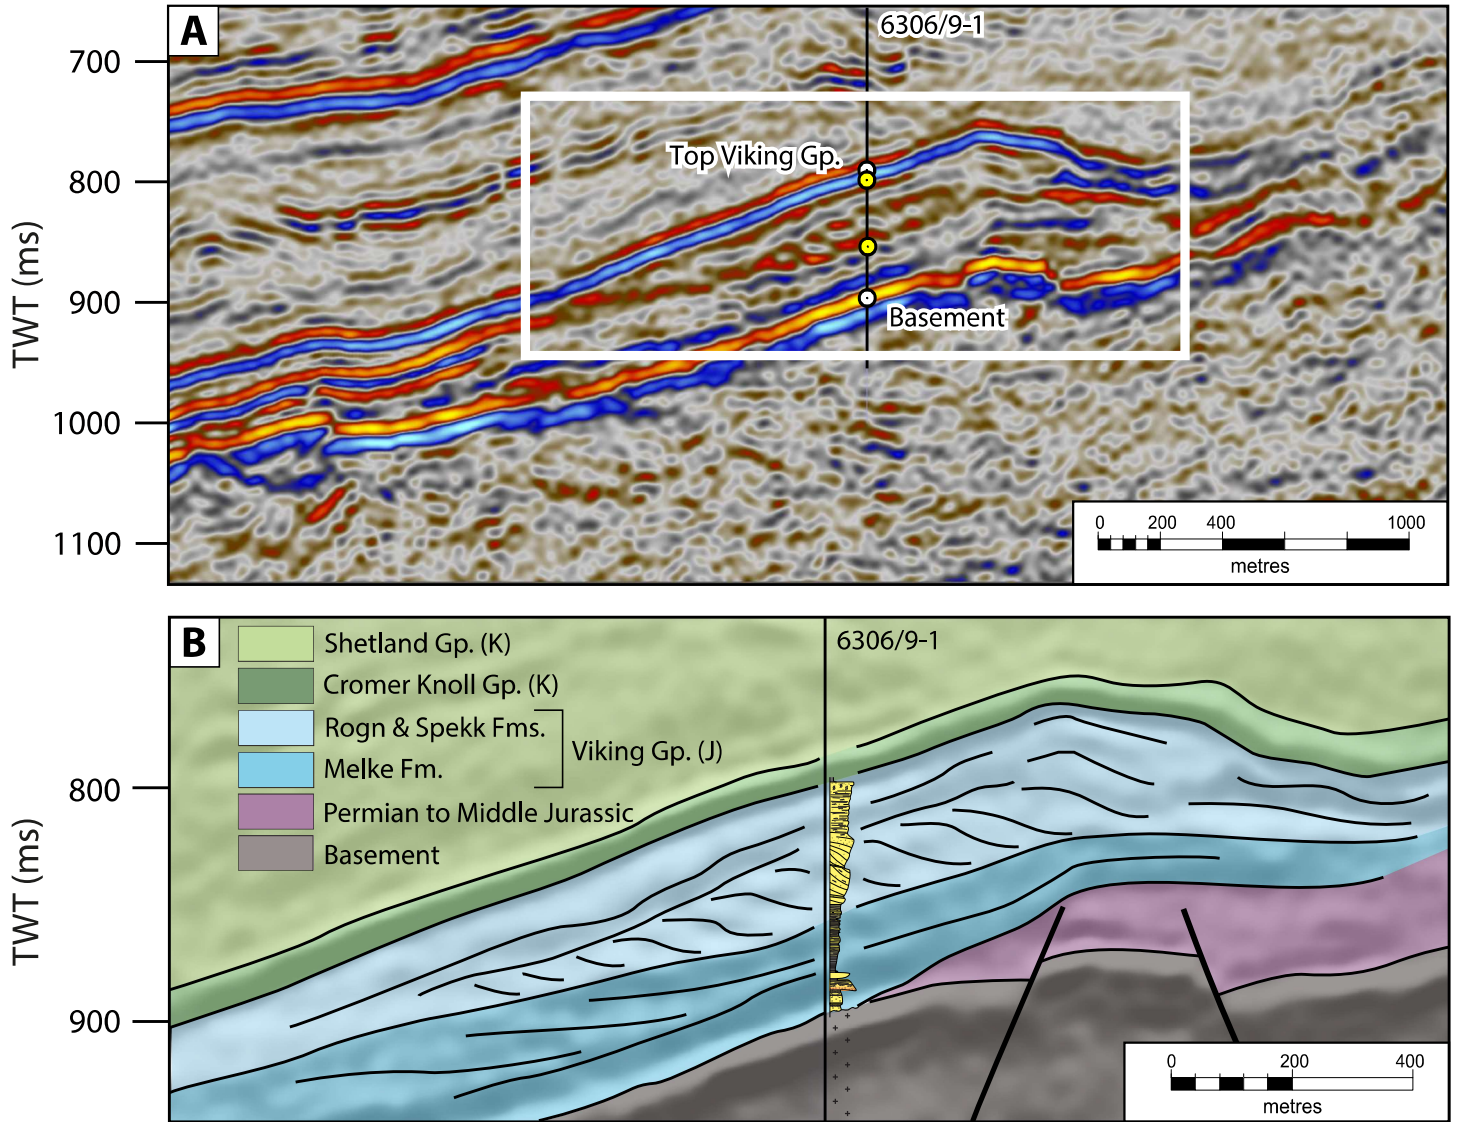 A
6306/9-1
700
800
900
1000
1100
TWT (ms)
Top Viking Gp.
Basement
0 200 400 1000
metres
B
6306/9-1
Shetland Gp. (K)
Cromer Knoll Gp. (K)
Rogn & Spekk Fms.
Viking Gp. (J)
Melke Fm.
Permian to Middle Jurassic
Basement
800
900
TWT (ms)
0 200 400
metres